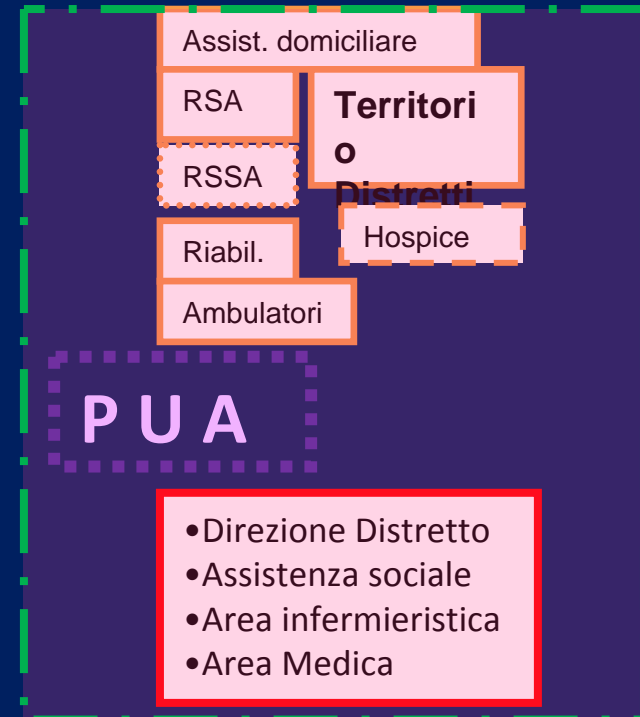 Assist. domiciliare
RSA
Territori
o
Distretti
RSSA
Hospice
Riabil.
Ambulatori
P U A
•Direzione Distretto
•Assistenza sociale
•Area infermieristica
•Area Medica